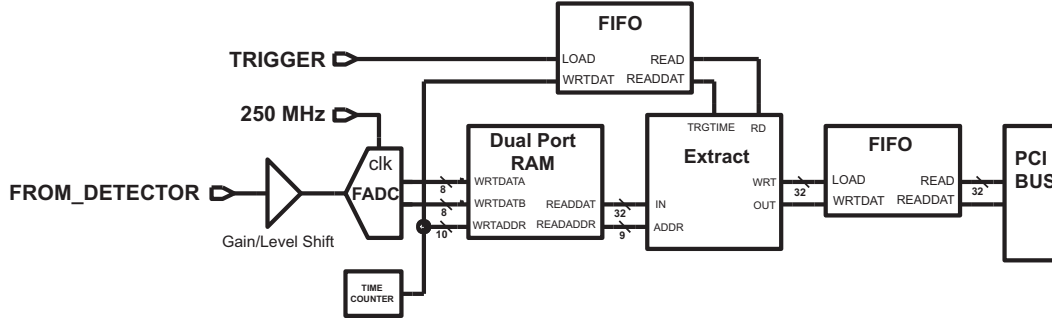 FIFO
TRIGGER
LOAD
READ
WRTDAT
READDAT
250 MHz
TRGTIME
RD
clk
Dual Port
RAM
Extract
FIFO
PCI
BUS
FROM_DETECTOR
FADC
WRTDATA
8
WRT
32
LOAD
READ
32
WRTDATB
8
READDAT
32
IN
OUT
WRTDAT
READDAT
WRTADDR
10
READADDR
9
ADDR
Gain/Level Shift
TIME
COUNTER